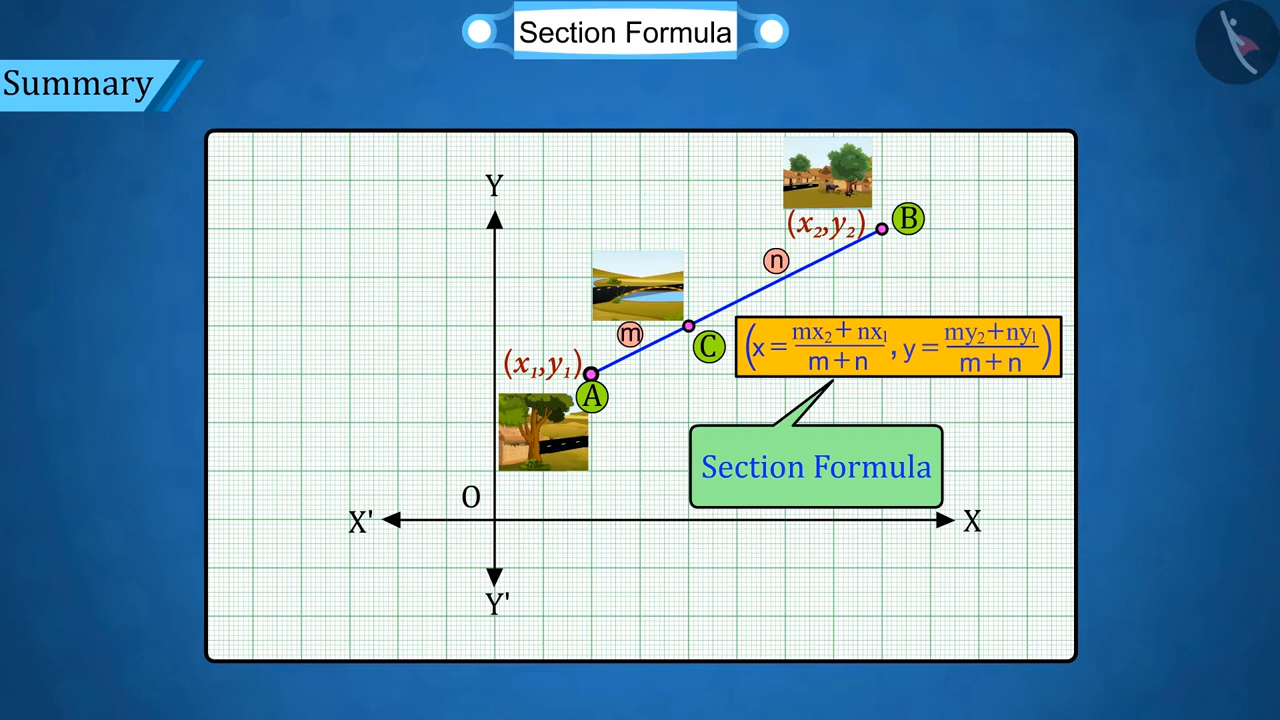 Section Formula
Summary
Y
B
(x₂,y₂)
n
m
C
(x = mx₂ + nx₁ / m + n , y = my₂ + ny₁ / m + n)
(x₁,y₁)
A
Section Formula
O
X'
X
Y'